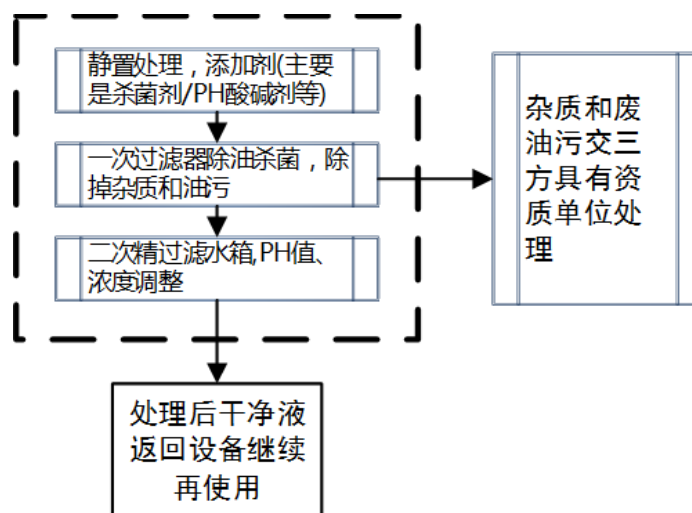 静置处理，添加剂(主要
是杀菌剂/PH酸碱剂等)
一次过滤器除油杀菌，除
掉杂质和油污
二次精过滤水箱,PH值、
浓度调整
杂质和废
油污交三
方具有资
质单位处
理
处理后干净液
返回设备继续
再使用